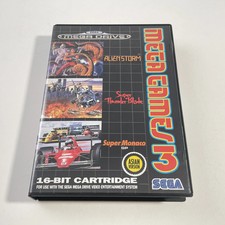 MEGA DRIVE
ALIEN STORM
Super
Thunder Blade
Super Monaco
GP
ASIAN
VERSION
MEGA GAMES 3
16-BIT CARTRIDGE
FOR USE WITH THE SEGA MEGA DRIVE VIDEO ENTERTAINMENT SYSTEM
SEGA